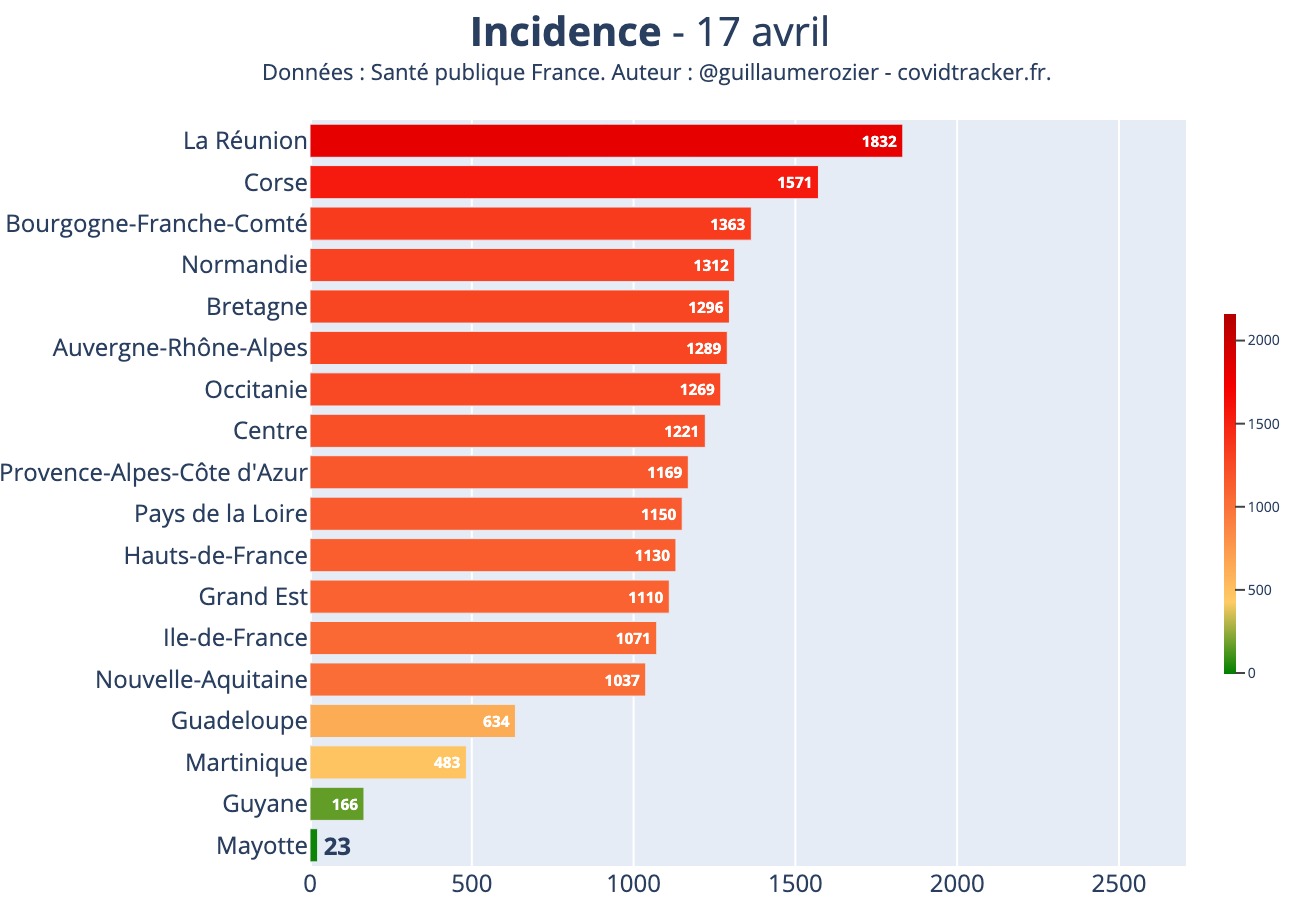 Incidence - 17 avril
Données : Santé publique France. Auteur : @guillaumerozier - covidtracker.fr.
La Réunion 1832
Corse 1571
Bourgogne-Franche-Comté 1363
Normandie 1312
Bretagne 1296
Auvergne-Rhône-Alpes 1289
Occitanie 1269
Centre 1221
Provence-Alpes-Côte d'Azur 1169
Pays de la Loire 1150
Hauts-de-France 1130
Grand Est 1110
Ile-de-France 1071
Nouvelle-Aquitaine 1037
Guadeloupe 634
Martinique 483
Guyane 166
Mayotte 23
0 500 1000 1500 2000 2500
2000
1500
1000
500
0